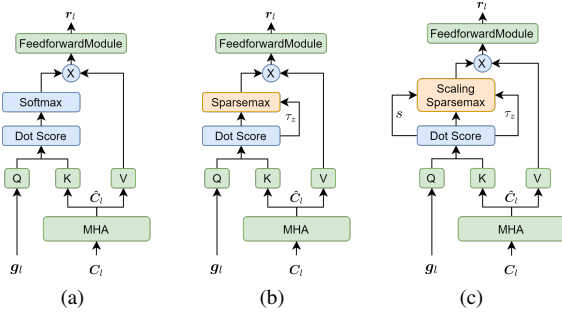 r_l
FeedforwardModule
X
Softmax
Dot Score
Q K V
Ĉ_l
MHA
g_l C_l
(a)
r_l
FeedforwardModule
X
Sparsemax
τ_z
Dot Score
Q K V
Ĉ_l
MHA
g_l C_l
(b)
r_l
FeedforwardModule
X
Scaling
Sparsemax
s τ_z
Dot Score
Q K V
Ĉ_l
MHA
g_l C_l
(c)